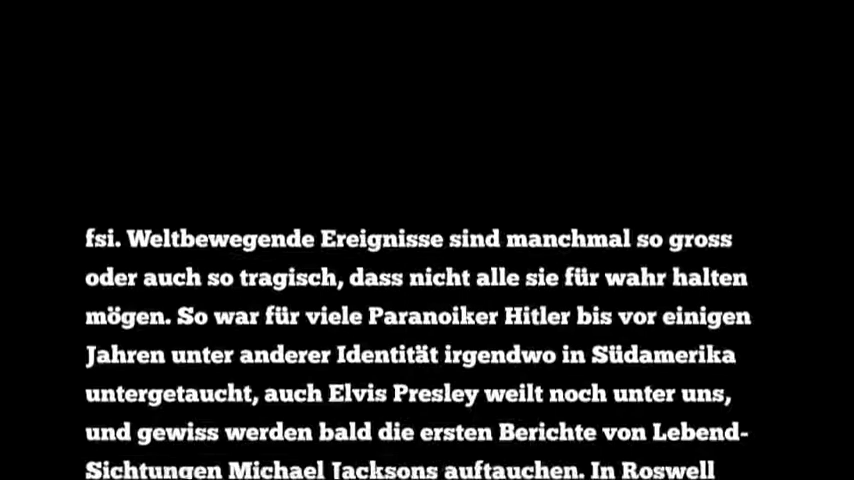 fsi. Weltbewegende Ereignisse sind manchmal so gross
oder auch so tragisch, dass nicht alle sie für wahr halten
mögen. So war für viele Paranoiker Hitler bis vor einigen
Jahren unter anderer Identität irgendwo in Südamerika
untergetaucht, auch Elvis Presley weilt noch unter uns,
und gewiss werden bald die ersten Berichte von Lebend-
Sichtungen Michael Jacksons auftauchen. In Roswell